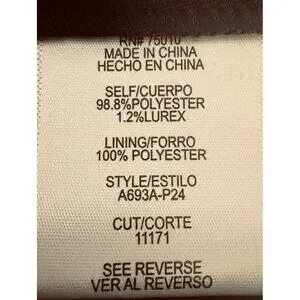 RN# 75010
MADE IN CHINA
HECHO EN CHINA
SELF/CUERPO
98.8%POLYESTER
1.2%LUREX
LINING/FORRO
100% POLYESTER
STYLE/ESTILO
A693A-P24
CUT/CORTE
11171
SEE REVERSE
VER AL REVERSO